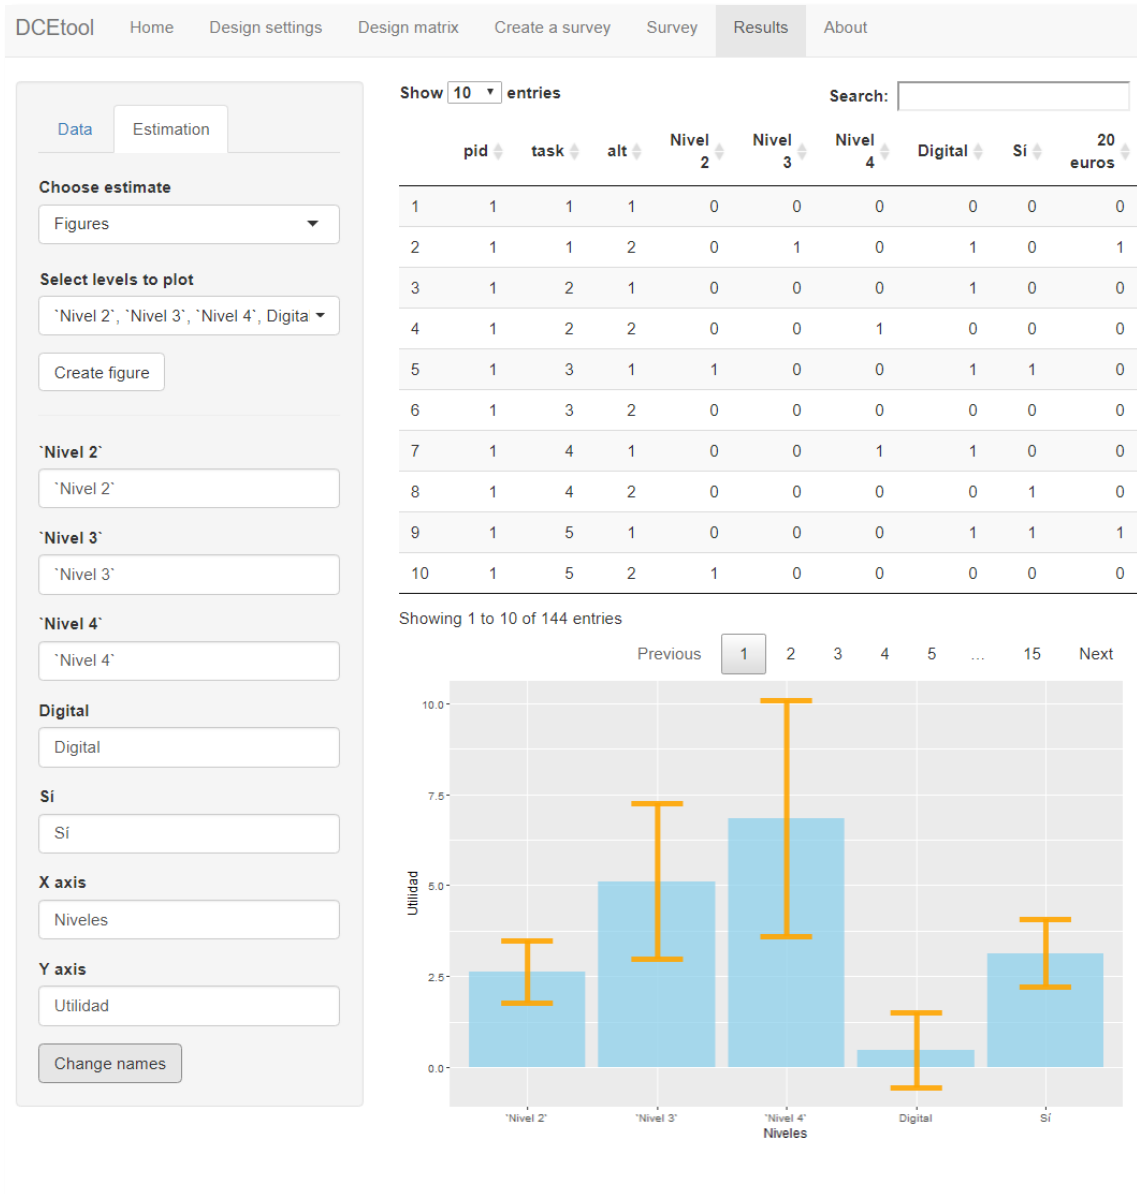 DCEtool Home Design settings Design matrix Create a survey Survey Results About
Data Estimation
Choose estimate
Figures
Select levels to plot
`Nivel 2`, `Nivel 3`, `Nivel 4`, Digita
Create figure
`Nivel 2`
`Nivel 2`
`Nivel 3`
`Nivel 3`
`Nivel 4`
`Nivel 4`
Digital
Digital
Sí
Sí
X axis
Niveles
Y axis
Utilidad
Change names
Show 10 entries
Search:
pid task alt Nivel 2 Nivel 3 Nivel 4 Digital Sí 20 euros
1 1 1 1 0 0 0 0 0 0
2 1 1 2 0 1 0 1 0 1
3 1 2 1 0 0 0 1 0 0
4 1 2 2 0 0 1 0 0 0
5 1 3 1 1 0 0 1 1 0
6 1 3 2 0 0 0 0 0 0
7 1 4 1 0 0 1 1 0 0
8 1 4 2 0 0 0 0 1 0
9 1 5 1 0 0 0 1 1 1
10 1 5 2 1 0 0 0 0 0
Showing 1 to 10 of 144 entries
Previous 1 2 3 4 5 … 15 Next
10.0
7.5
5.0
2.5
0.0
Utilidad
`Nivel 2` `Nivel 3` `Nivel 4` Digital Sí
Niveles